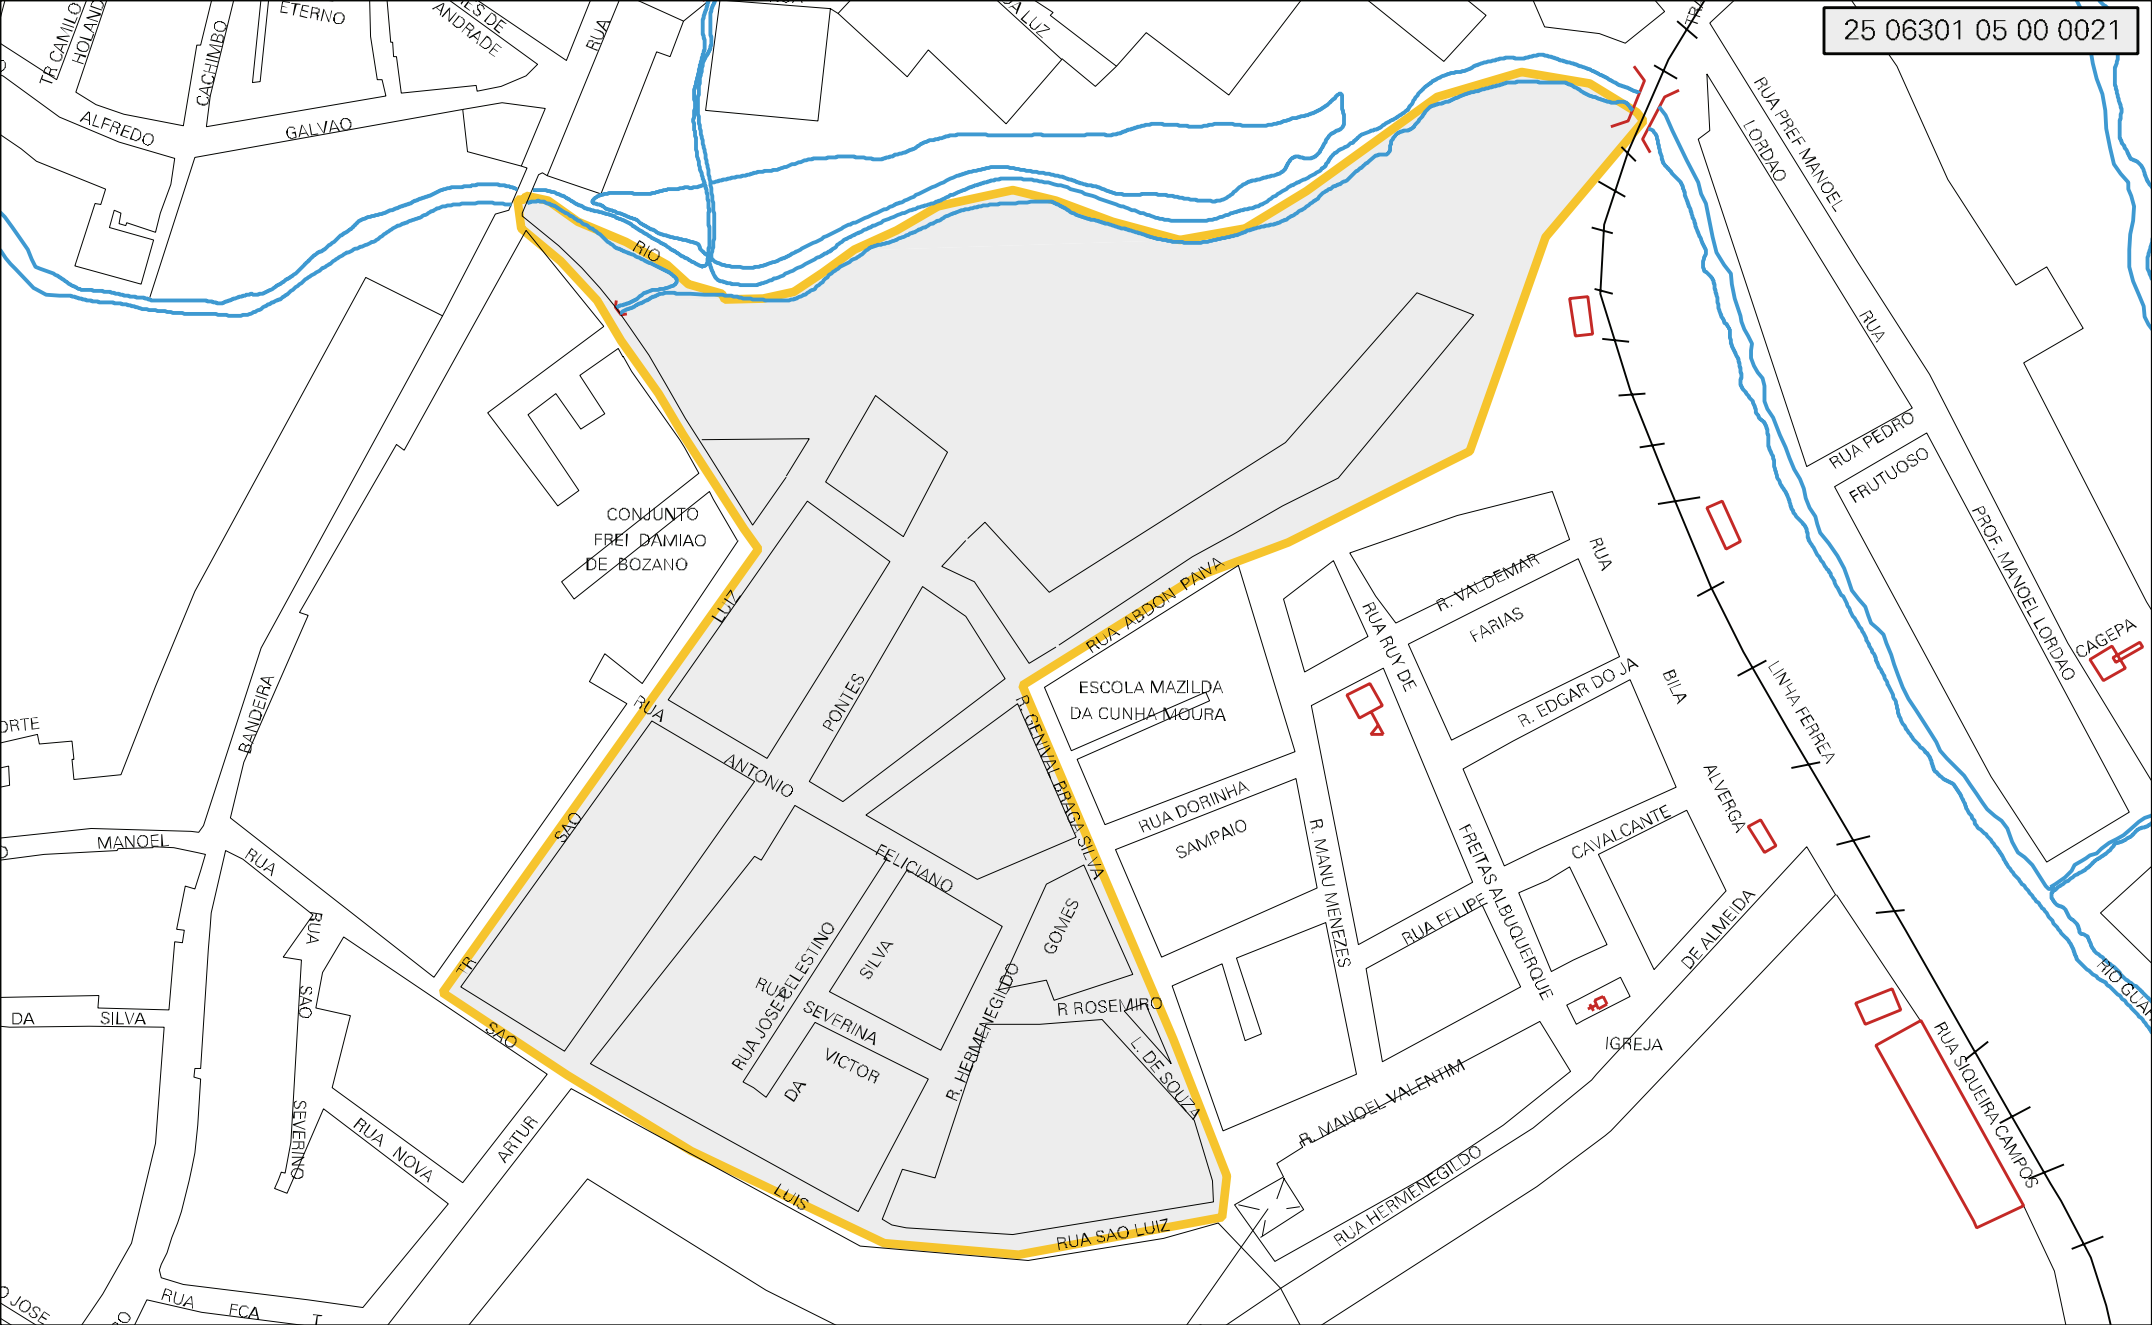 25 06301 05 00 0021
ETERNO
ANDRADE
RUA
DA LUZ
TR CAMILO
HOLAND
CACHIMBO
ALFREDO
GALVAO
RUA PREF MANOEL
LORDAO
RUA
RIO
RUA PEDRO
FRUTUOSO
CONJUNTO
FREI DAMIAO
DE BOZANO
PROF. MANOEL LORDAO
RUA
BILA
ALVERGA
LINHA FERREA
CAGEPA
RUA ABDON PAIVA
R. VALDEMAR
FARIAS
RUA RUY DE
FREITAS ALBUQUERQUE
R. EDGAR DO JA
CAVALCANTE
ESCOLA MAZILDA
DA CUNHA MOURA
R. GENIVAL BRAGA SILVA
RUA DORINHA
SAMPAIO
R. MANU MENEZES
RUA FELIPE
DE ALMEIDA
IGREJA
R. MANOEL VALENTIM
RUA HERMENEGILDO
RUA SIQUEIRA CAMPOS
LUIZ
SAO
TR
RUA
ANTONIO
FELICIANO
PONTES
RUA JOSE CELESTINO
SILVA
DA
RUA
SEVERINA
VICTOR
GOMES
R. HERMENEGILDO
R ROSEMIRO
L. DE SOUZA
RUA SAO LUIZ
SAO
LUIS
BANDEIRA
MANOEL
RUA
RUA
SAO
SEVERINO
DA
SILVA
RUA NOVA
ARTUR
RUA